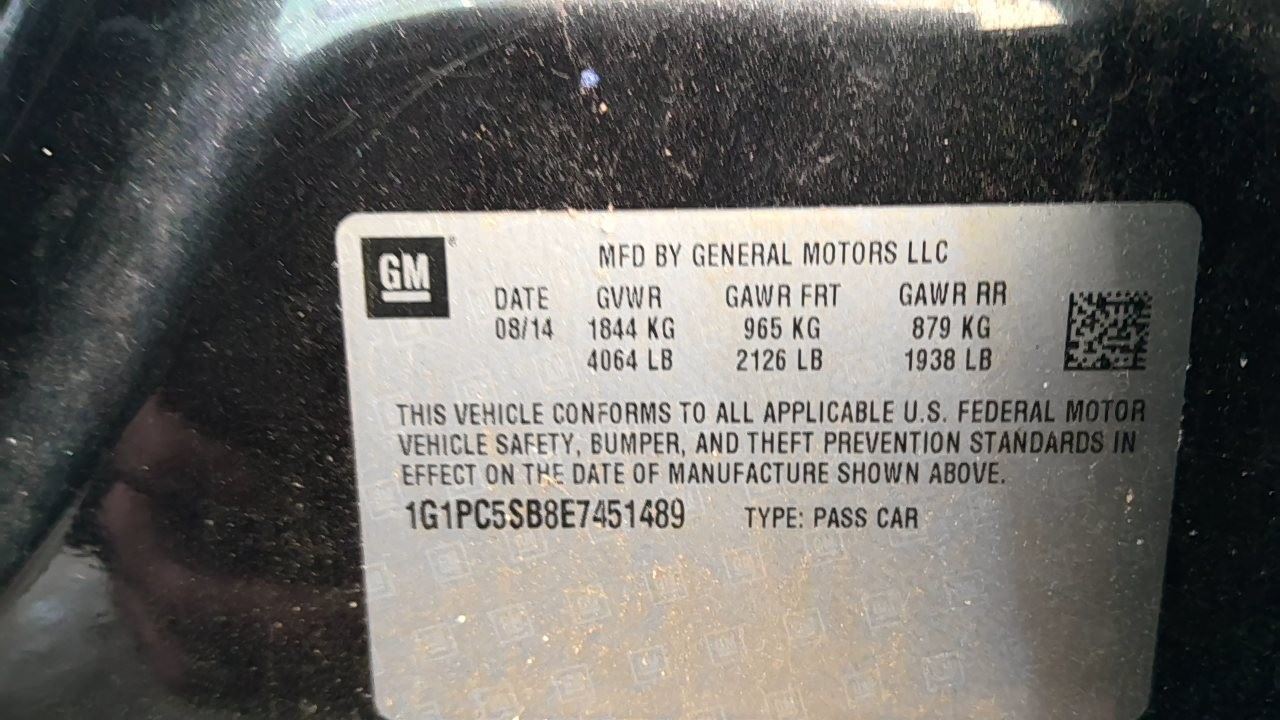 GM
MFD BY GENERAL MOTORS LLC
DATE GVWR GAWR FRT GAWR RR
08/14 1844 KG 965 KG 879 KG
4064 LB 2126 LB 1938 LB
THIS VEHICLE CONFORMS TO ALL APPLICABLE U.S. FEDERAL MOTOR
VEHICLE SAFETY, BUMPER, AND THEFT PREVENTION STANDARDS IN
EFFECT ON THE DATE OF MANUFACTURE SHOWN ABOVE.
1G1PC5SB8E7451489 TYPE: PASS CAR